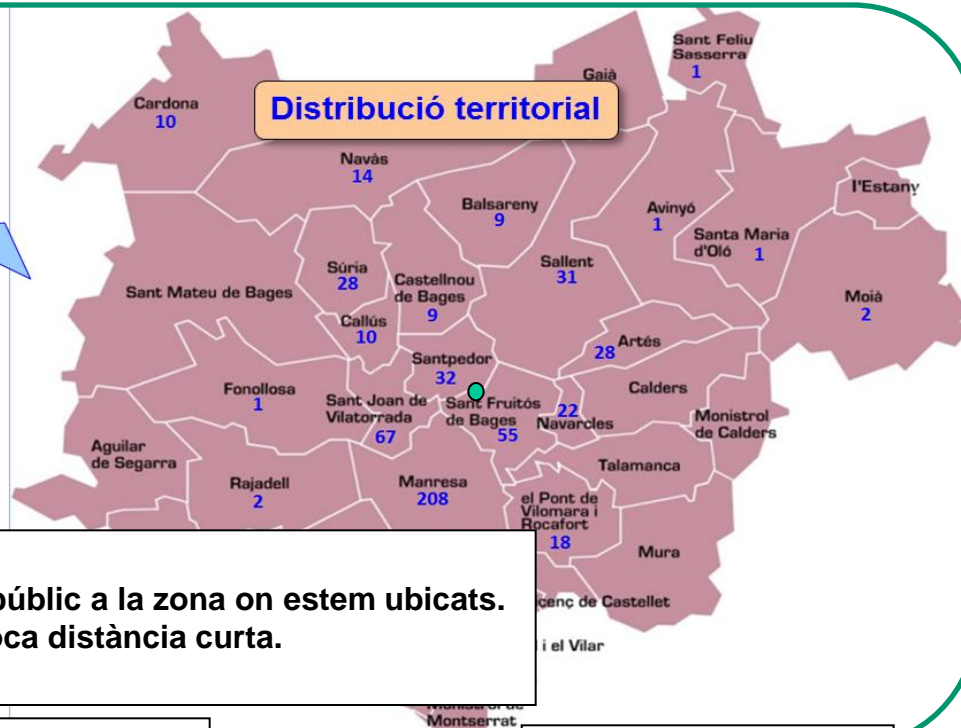 Sant Feliu
Sasserra
1
Gaià
Distribució territorial
Cardona
10
Navàs
14
l'Estany
Balsareny
9
Avinyó
1
Santa Maria
d'Oló 1
Súria
28
Sallent
31
Castellnou
de Bages
9
Sant Mateu de Bages
Moià
2
Callús
10
Artés
28
Santpedor
32
Calders
Fonollosa
1
Sant Joan de
Vilatorrada
67
Sant Fruitós
de Bages
55
22
Navarcles
Monistrol
de Calders
Aguilar
de Segarra
Talamanca
Rajadell
2
Manresa
208
el Pont de
Vilomara i
Rocafort
18
Mura
públic a la zona on estem ubicats.
de Castellet
distància curta.
i el Vilar
Montserrat